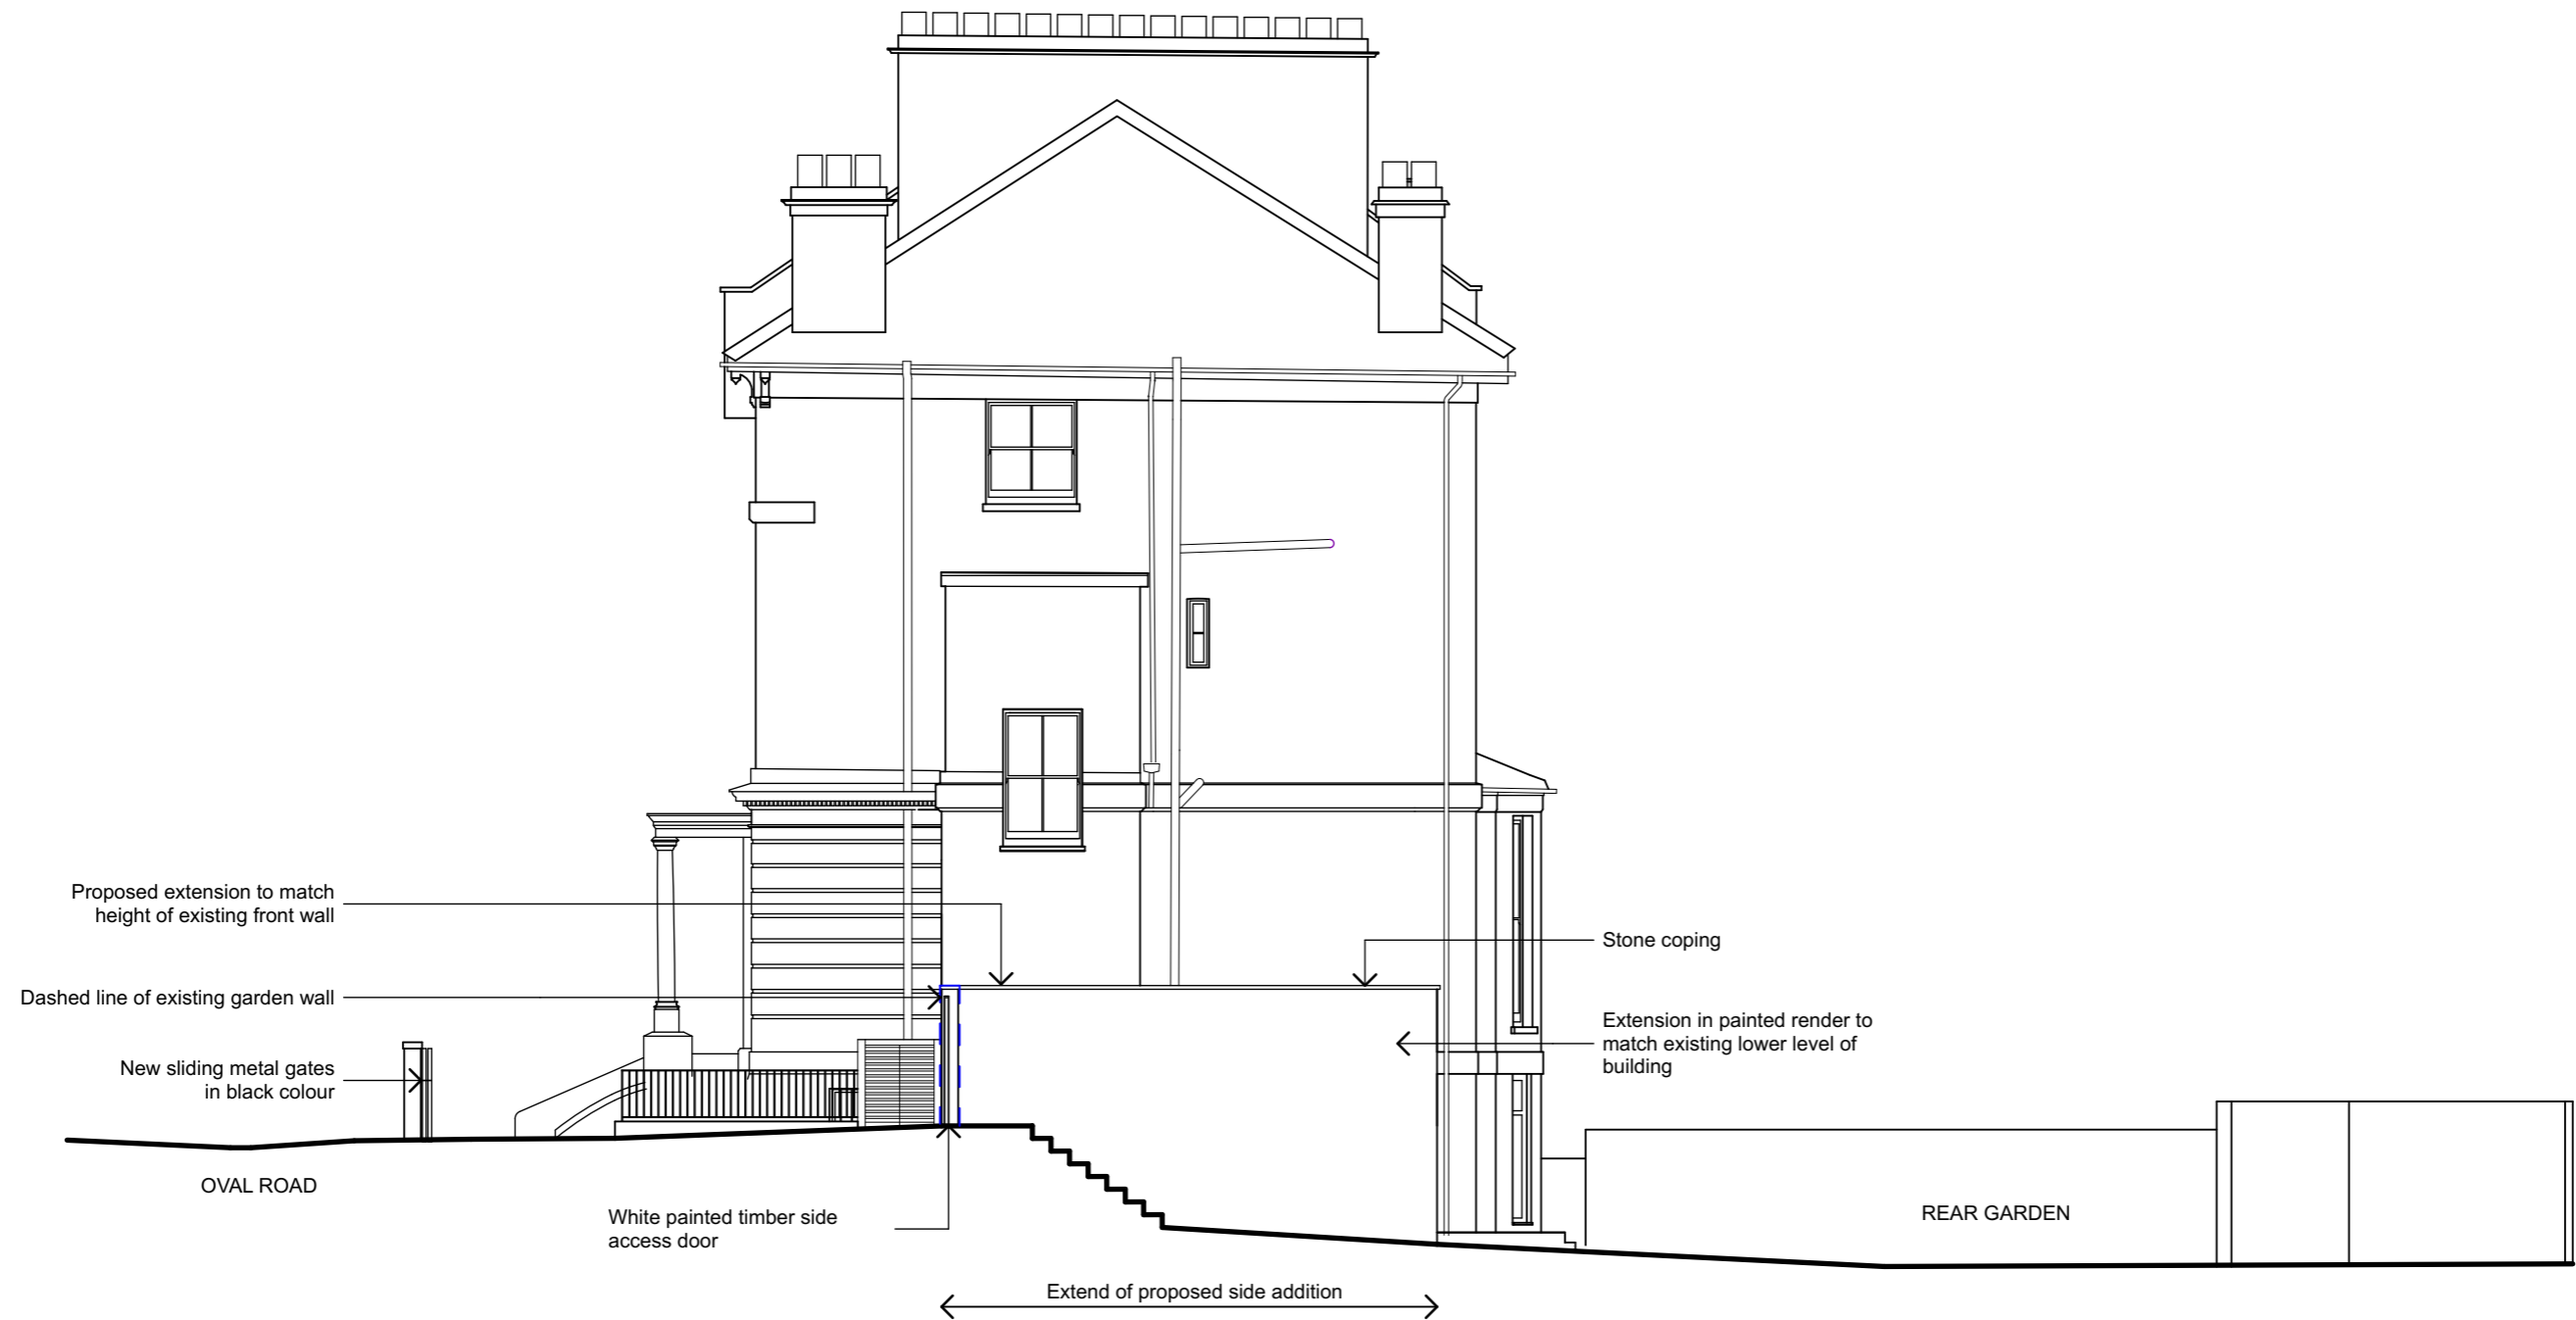 Proposed extension to match
height of existing front wall
Dashed line of existing garden wall
New sliding metal gates
in black colour
OVAL ROAD
White painted timber side
access door
Extend of proposed side addition
Stone coping
Extension in painted render to
match existing lower level of
building
REAR GARDEN